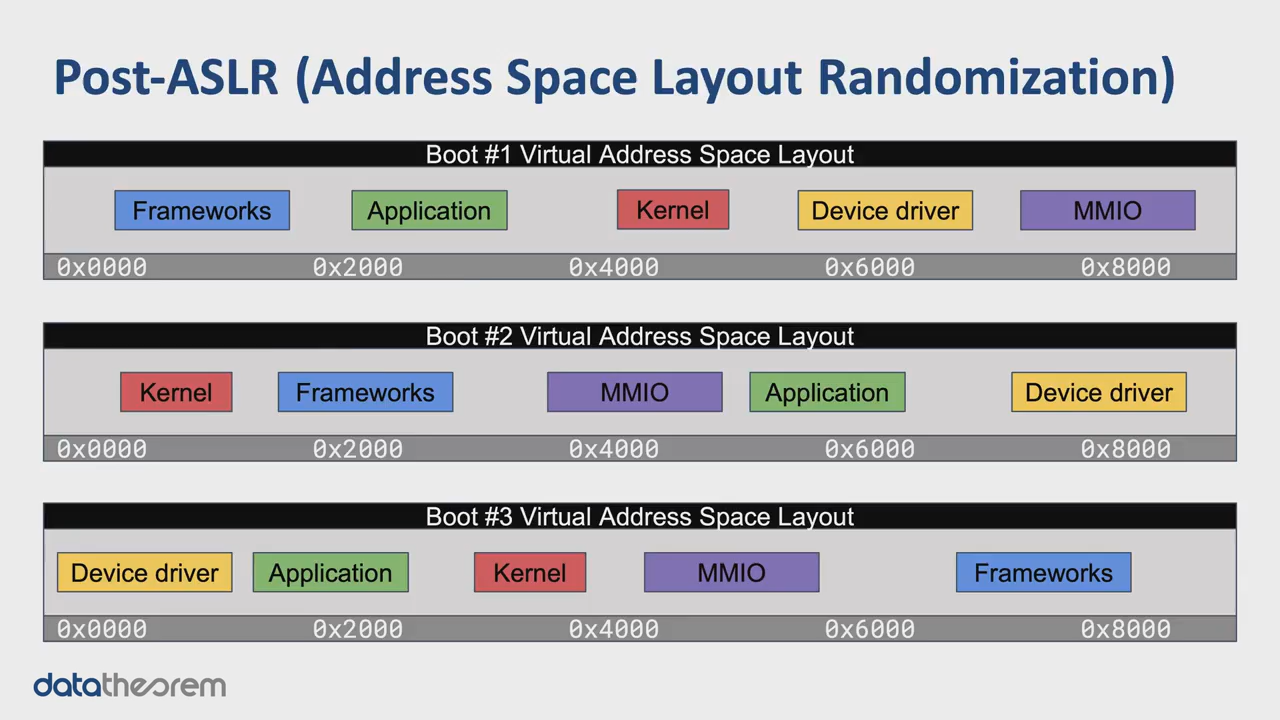 Post-ASLR (Address Space Layout Randomization)
Boot #1 Virtual Address Space Layout
Frameworks Application Kernel Device driver MMIO
0x0000 0x2000 0x4000 0x6000 0x8000
Boot #2 Virtual Address Space Layout
Kernel Frameworks MMIO Application Device driver
0x0000 0x2000 0x4000 0x6000 0x8000
Boot #3 Virtual Address Space Layout
Device driver Application Kernel MMIO Frameworks
0x0000 0x2000 0x4000 0x6000 0x8000
datatheorem